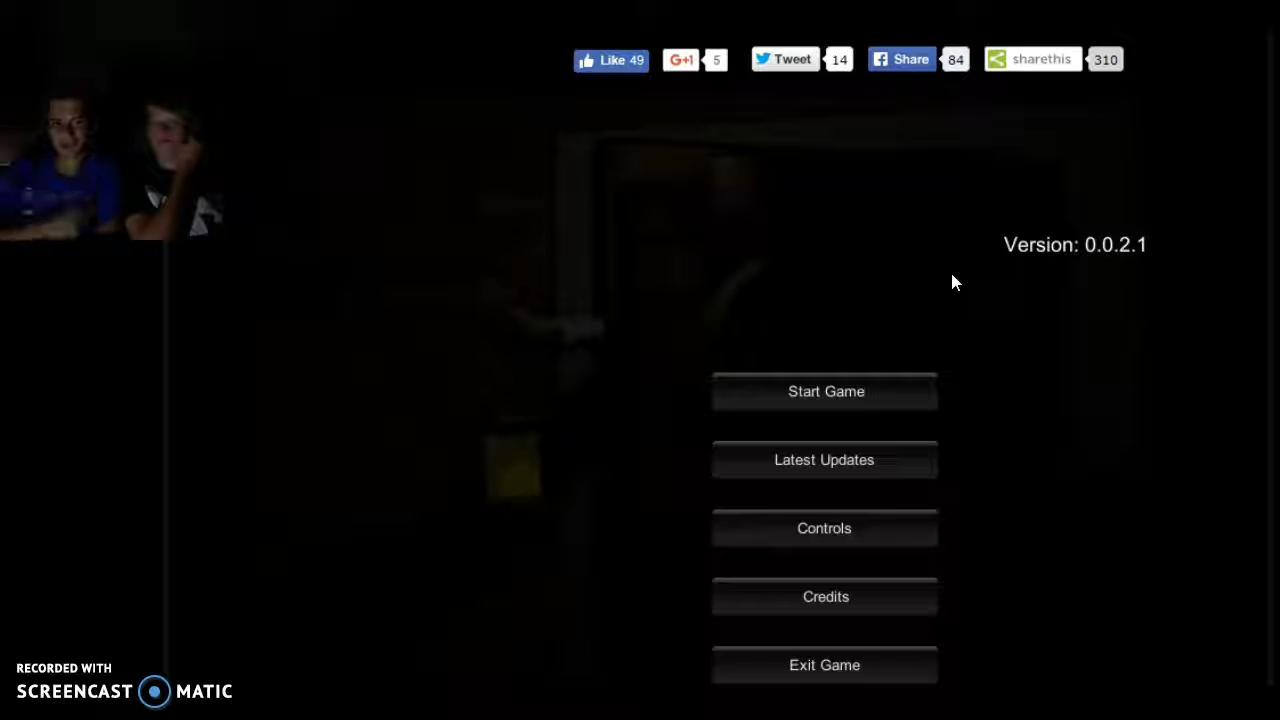 Like 49 G+1 5 Tweet 14 Share 84 sharethis 310
Version: 0.0.2.1
Start Game
Latest Updates
Controls
Credits
Exit Game
RECORDED WITH
SCREENCAST MATIC